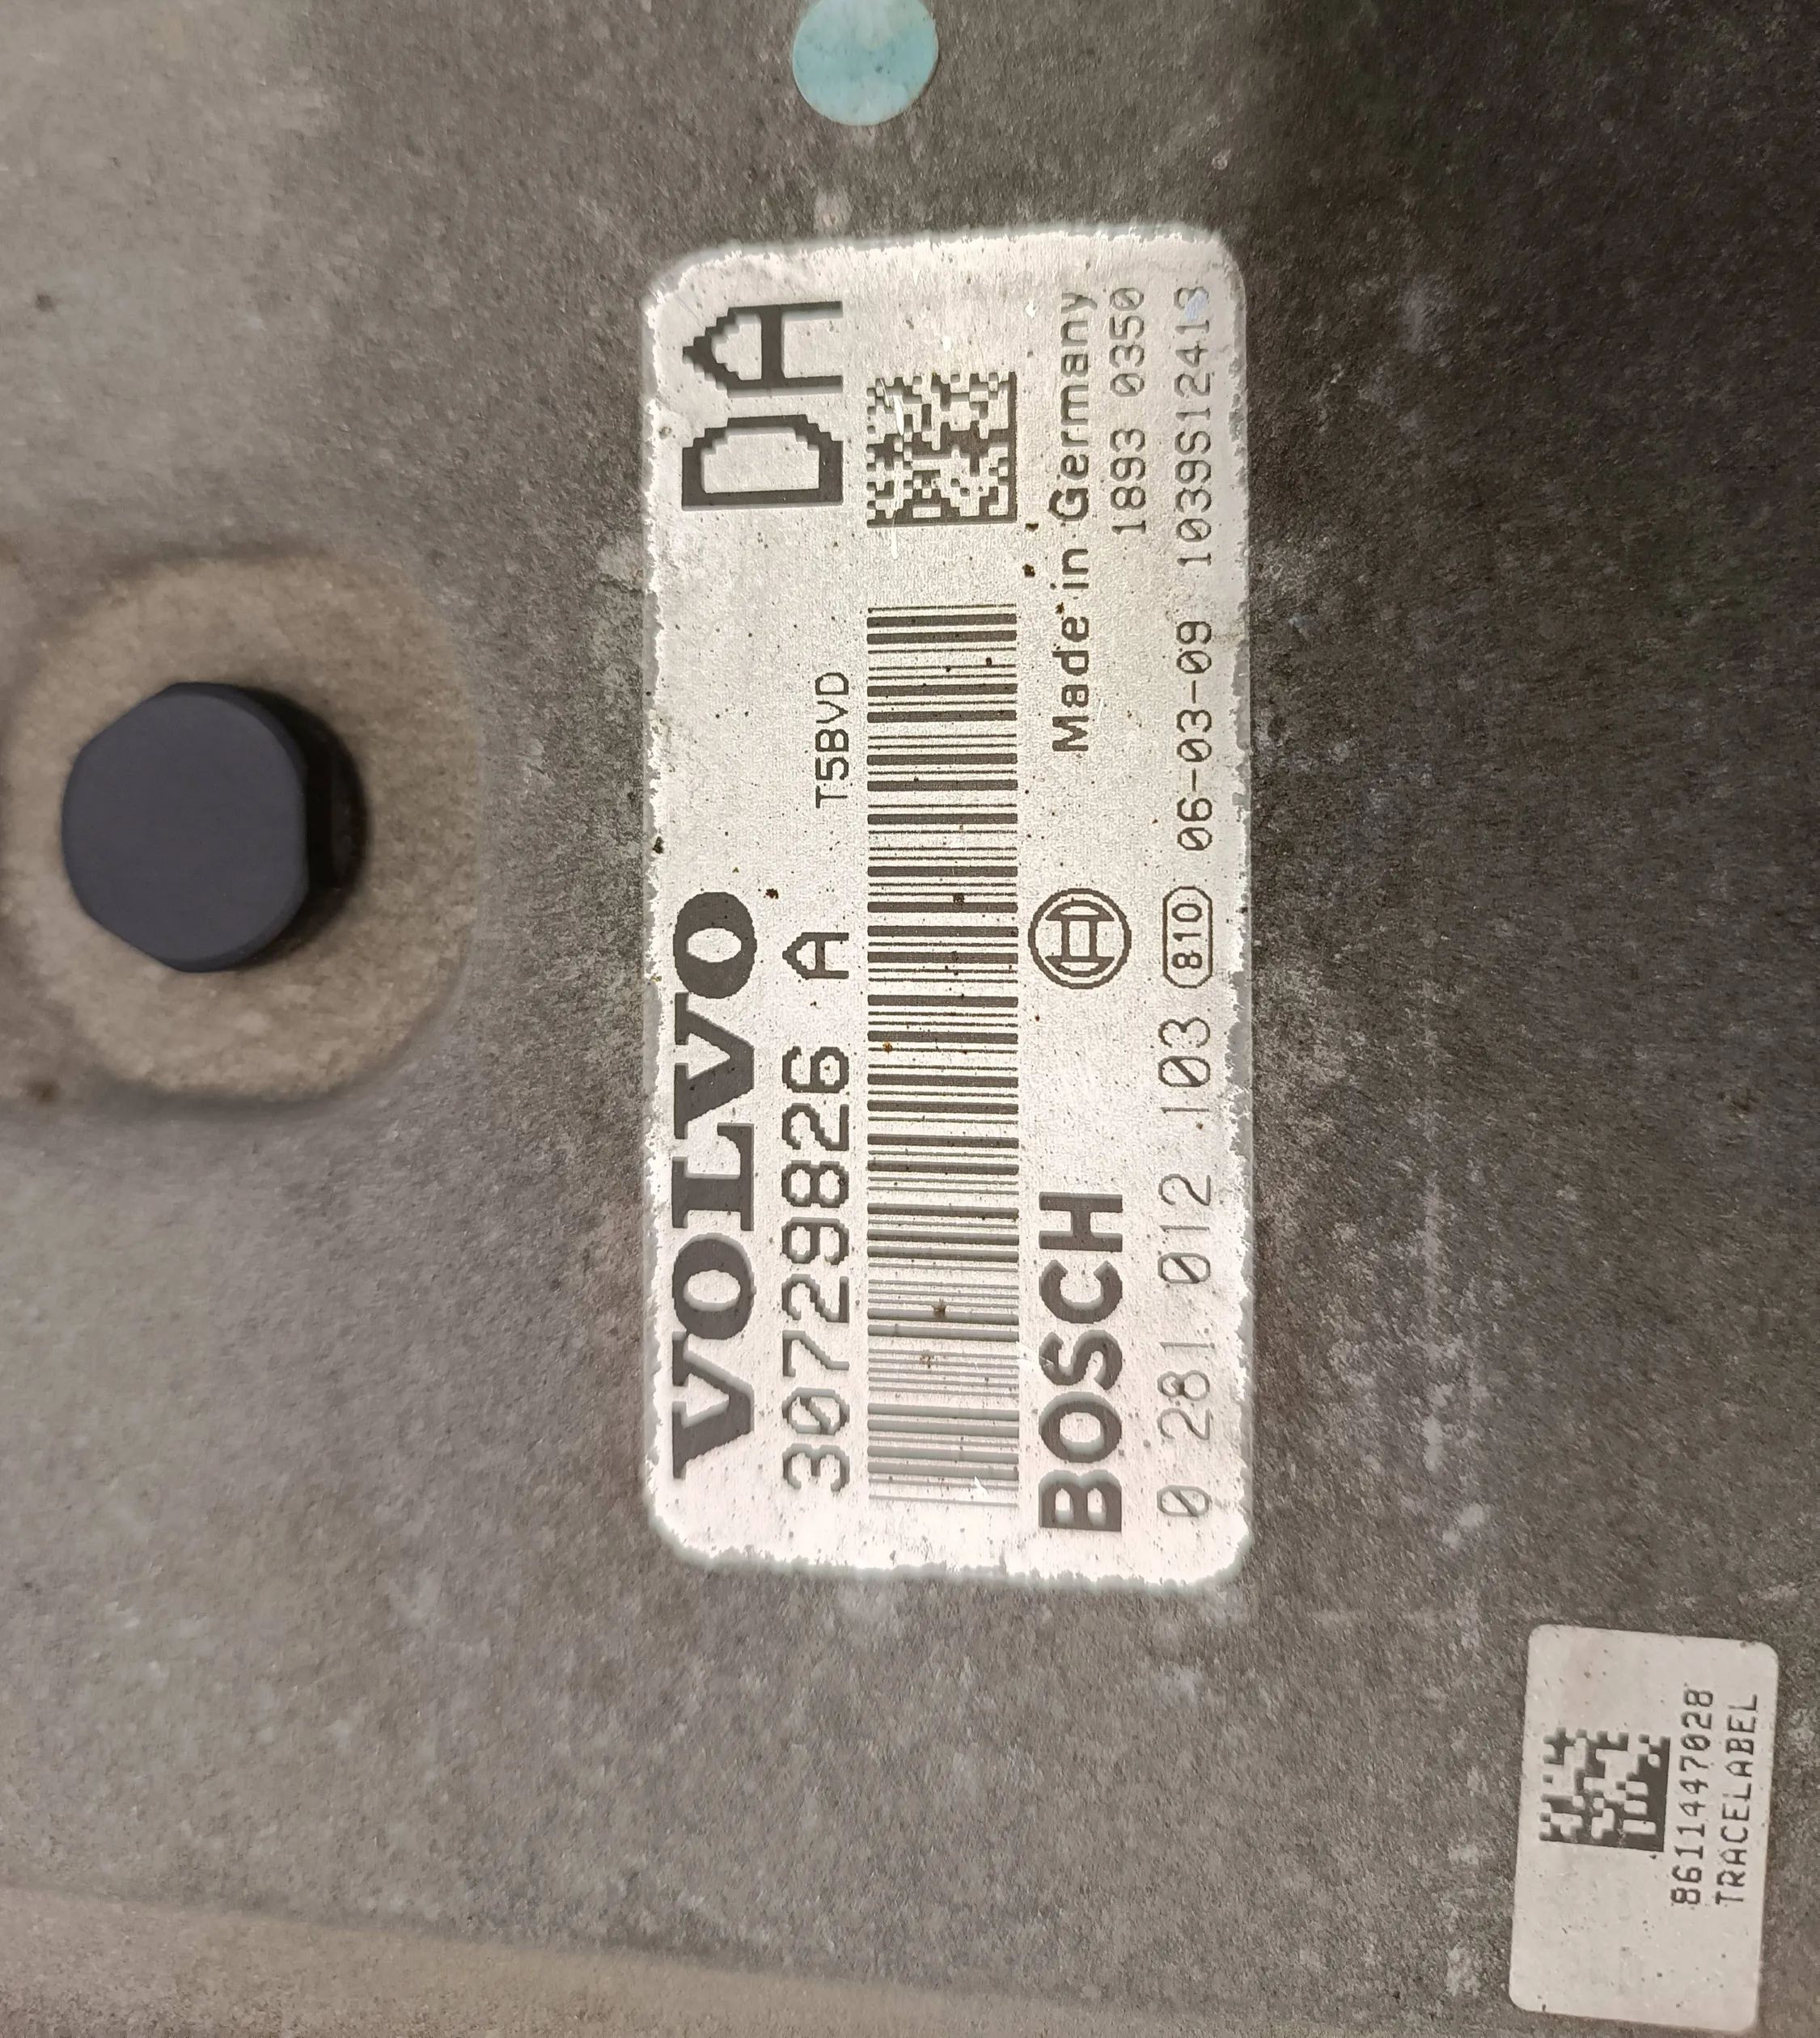 VOLVO
DA
30729826 A
T5BVD
BOSCH
Made in Germany
1893 0350
0 281 012 103 810 06-03-09 1039S12413
86111447028
TRACELABEL